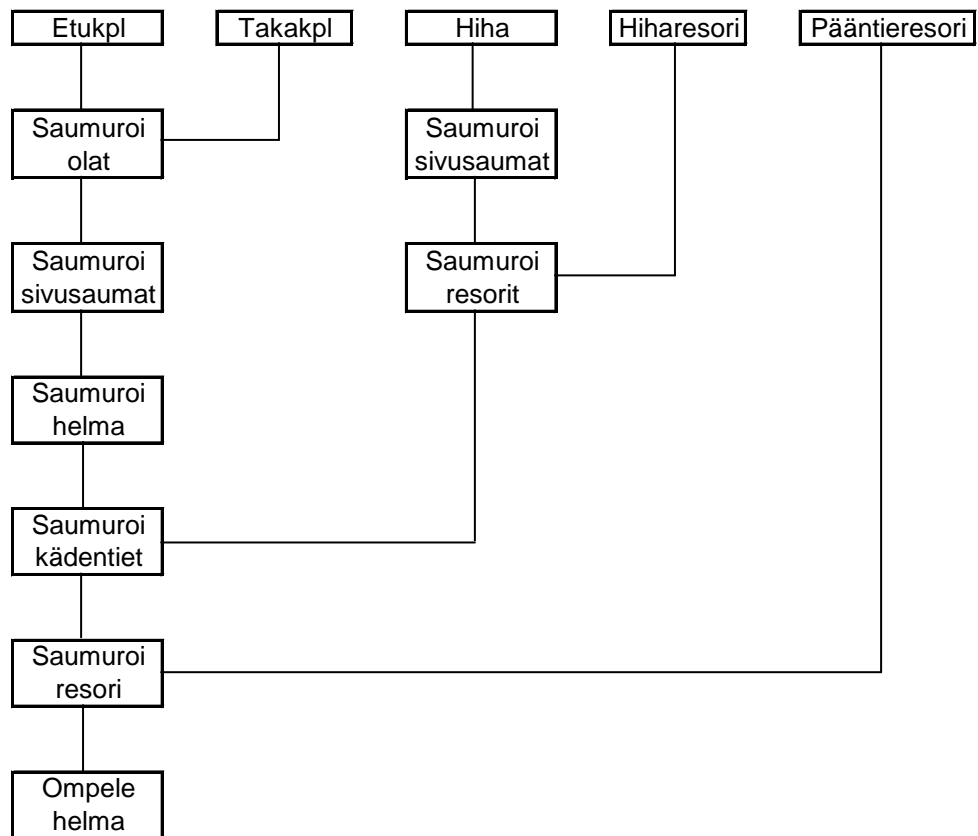 Etukpl
Takakpl
Hiha
Hiharesori
Pääntieresori
Saumuroi
olat
Saumuroi
sivusaumat
Saumuroi
sivusaumat
Saumuroi
resorit
Saumuroi
helma
Saumuroi
kädentiet
Saumuroi
resori
Ompele
helma